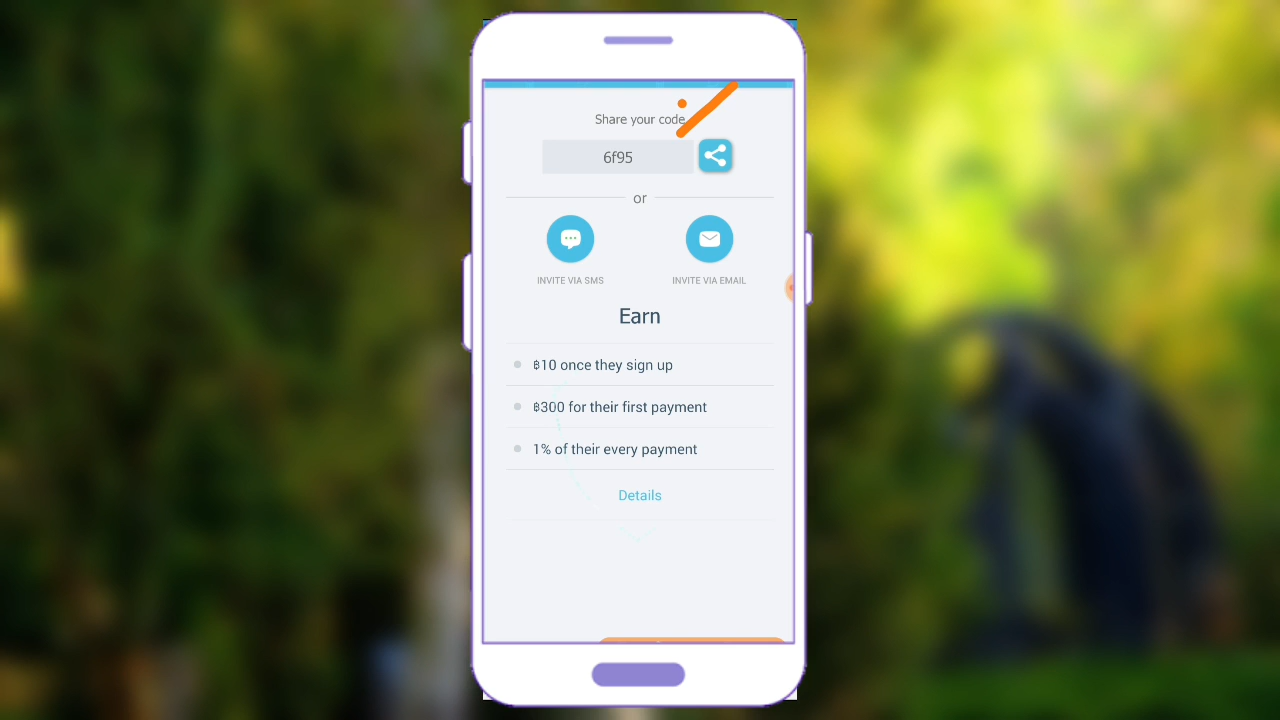 Share your code
6f95
or
INVITE VIA SMS
INVITE VIA EMAIL
Earn
฿10 once they sign up
฿300 for their first payment
1% of their every payment
Details